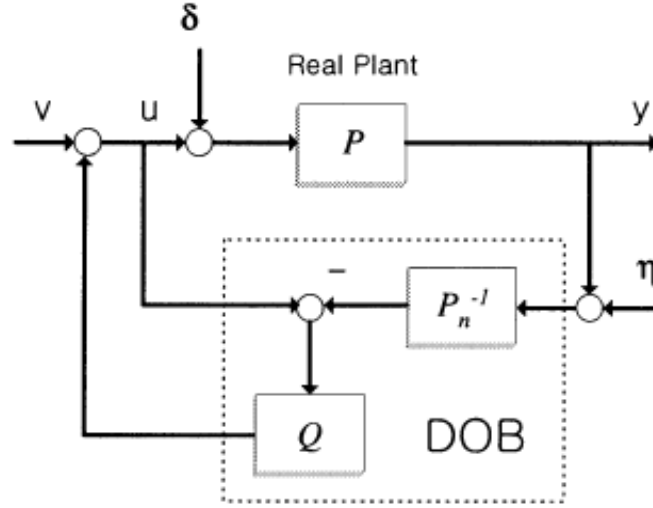 δ
Real Plant
v
u
P
y
−
η
P_n^{-1}
Q
DOB